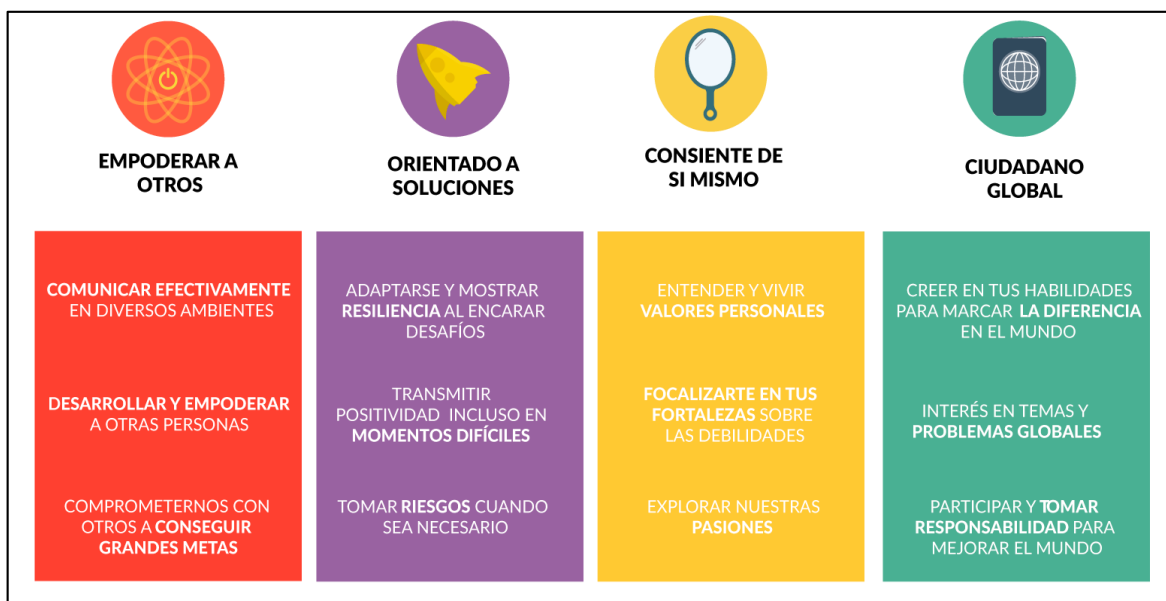 EMPODERAR A
OTROS
ORIENTADO A
SOLUCIONES
CONSIENTE DE
SI MISMO
CIUDADANO
GLOBAL
COMUNICAR EFECTIVAMENTE
EN DIVERSOS AMBIENTES
DESARROLLAR Y EMPODERAR
A OTRAS PERSONAS
COMPROMETERNOS CON
OTROS A CONSEGUIR
GRANDES METAS
ADAPTARSE Y MOSTRAR
RESILIENCIA AL ENCARAR
DESAFÍOS
TRANSMITIR
POSITIVIDAD INCLUSO EN
MOMENTOS DIFÍCILES
TOMAR RIESGOS CUANDO
SEA NECESARIO
ENTENDER Y VIVIR
VALORES PERSONALES
FOCALIZARTE EN TUS
FORTALEZAS SOBRE
LAS DEBILIDADES
EXPLORAR NUESTRAS
PASIONES
CREER EN TUS HABILIDADES
PARA MARCAR LA DIFERENCIA
EN EL MUNDO
INTERÉS EN TEMAS Y
PROBLEMAS GLOBALES
PARTICIPAR Y TOMAR
RESPONSABILIDAD PARA
MEJORAR EL MUNDO